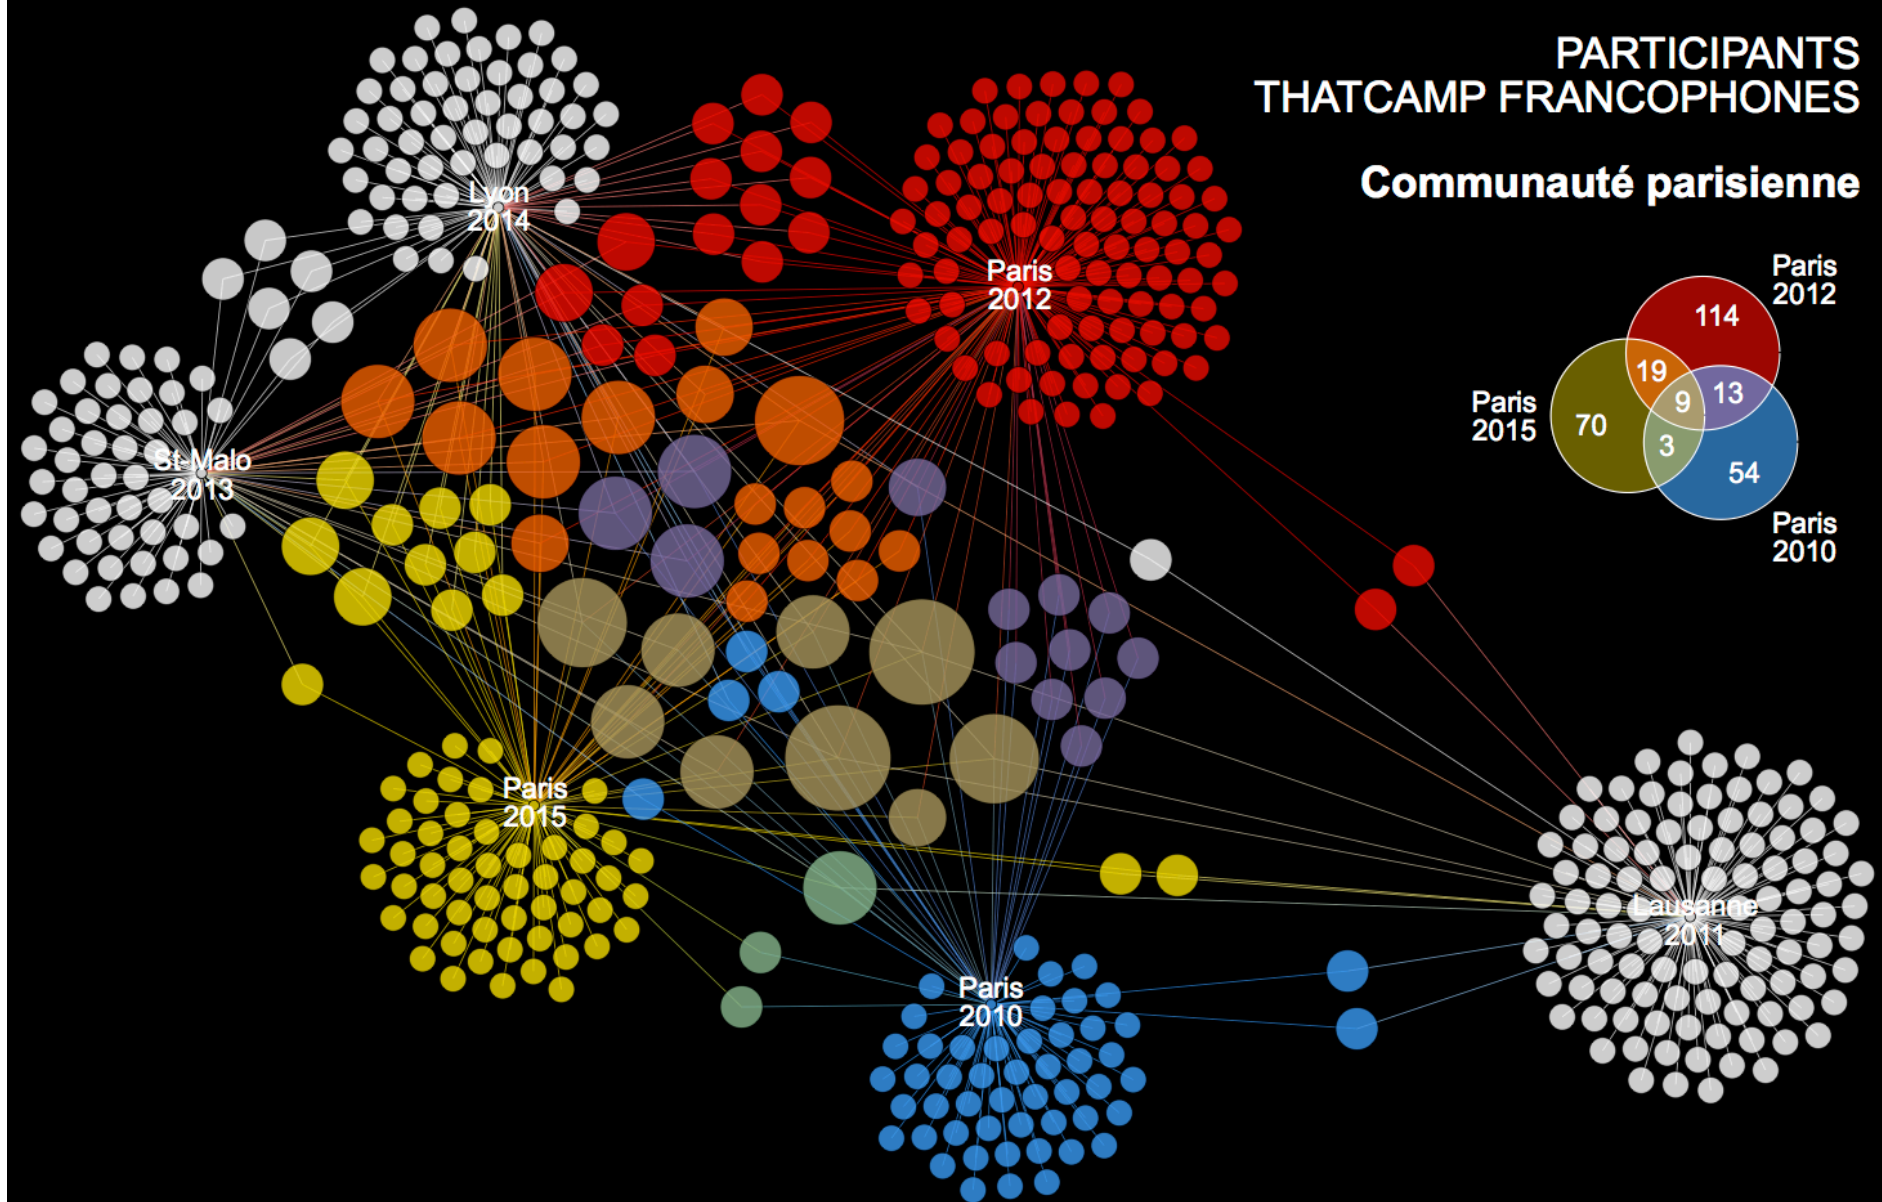 PARTICIPANTS
THATCAMP FRANCOPHONES
Communauté parisienne
Lyon
2014
Paris
2012
St-Malo
2013
Paris
2015
Paris
2010
Lausanne
2011
Paris
2012
114
19
13
9
Paris
2015
70
3
54
Paris
2010